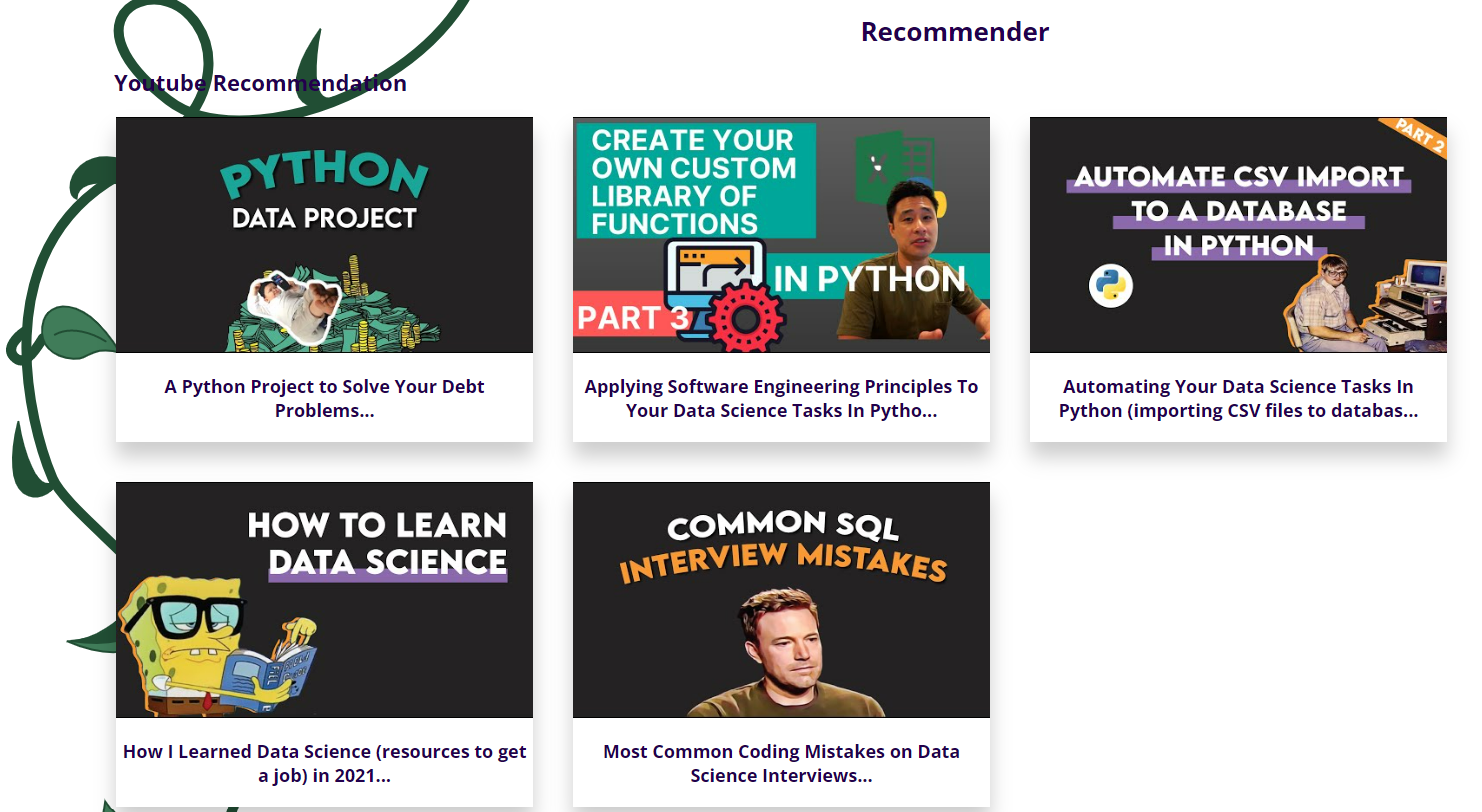 Recommender
Youtube Recommendation
PYTHON
DATA PROJECT
A Python Project to Solve Your Debt
Problems...
CREATE YOUR
OWN CUSTOM
LIBRARY OF
FUNCTIONS
IN PYTHON
PART 3
Applying Software Engineering Principles To
Your Data Science Tasks In Pytho...
PART 2
AUTOMATE CSV IMPORT
TO A DATABASE
IN PYTHON
Automating Your Data Science Tasks In
Python (importing CSV files to databas...
HOW TO LEARN
DATA SCIENCE
How I Learned Data Science (resources to get
a job) in 2021...
COMMON SQL
INTERVIEW MISTAKES
Most Common Coding Mistakes on Data
Science Interviews...